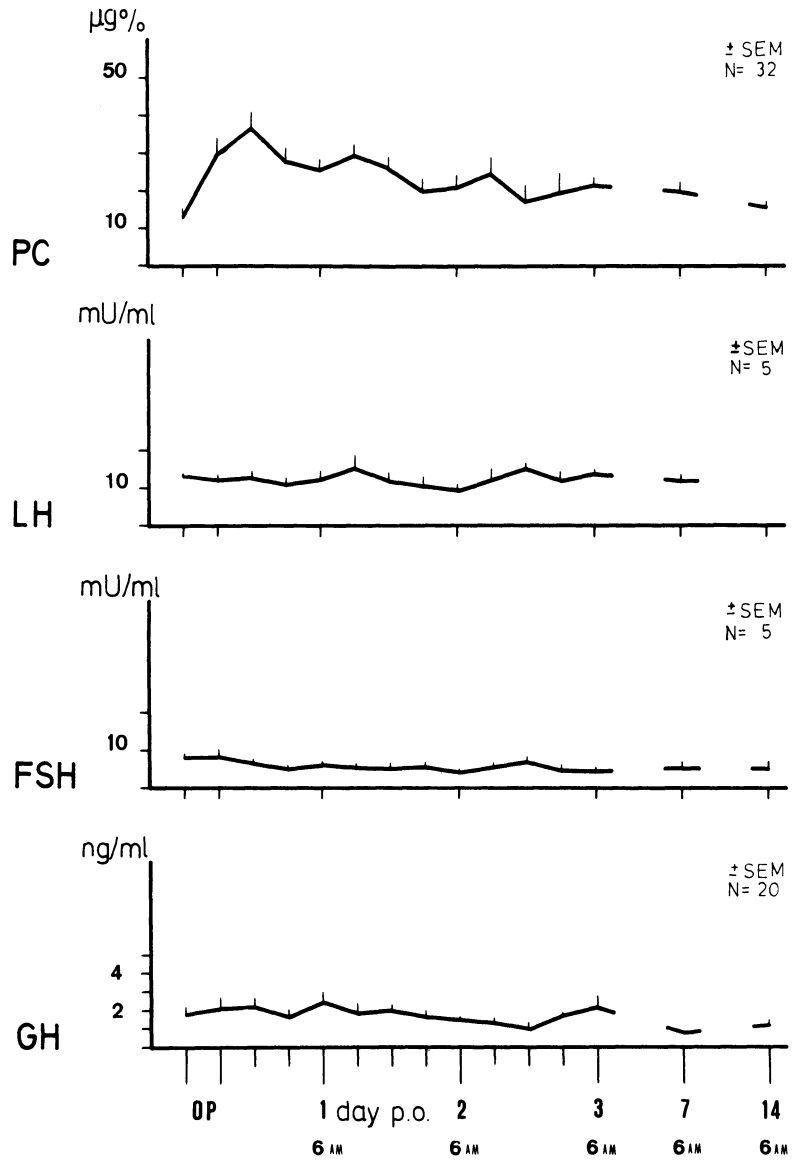 µg%
± SEM
N= 32
50
10
PC
mU/ml
± SEM
N= 5
10
LH
mU/ml
± SEM
N= 5
10
FSH
ng/ml
± SEM
N= 20
4
2
GH
OP 1 day p.o. 2 3 7 14
6 AM 6 AM 6 AM 6 AM 6 AM